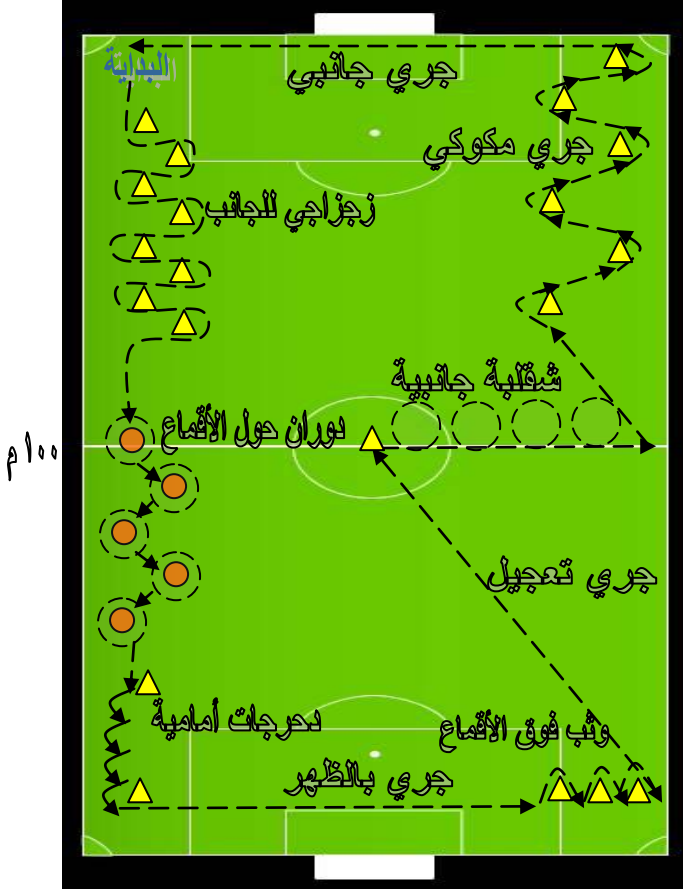 البداية
جري جانبي
جري مكوكي
زجزاجي للجانب
شقلبة جانبية
دوران حول الأقماع
١٠٠ م
جري تعجيل
دحرجات أمامية
وثب فوق الأقماع
جري بالظهر